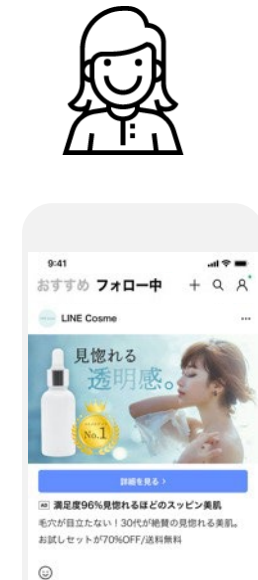 9:41
おすすめ フォロー中
LINE Cosme
見惚れる
透明感。
No.1
詳細を見る >
AD 満足度96%見惚れるほどのスッピン美肌
毛穴が目立たない！30代が絶賛の見惚れる美肌。
お試しセットが70%OFF/送料無料